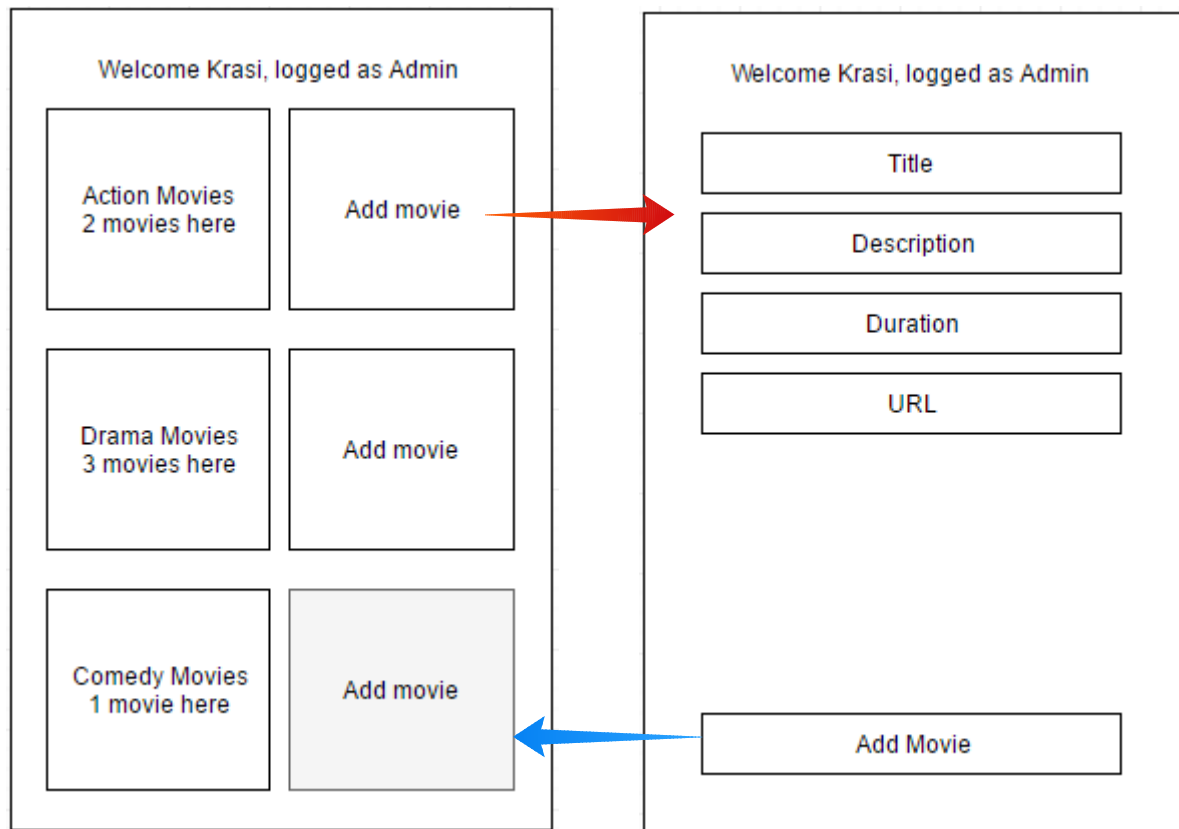 Welcome Krasi, logged as Admin
Action Movies
2 movies here
Add movie
Drama Movies
3 movies here
Add movie
Comedy Movies
1 movie here
Add movie
Welcome Krasi, logged as Admin
Title
Description
Duration
URL
Add Movie